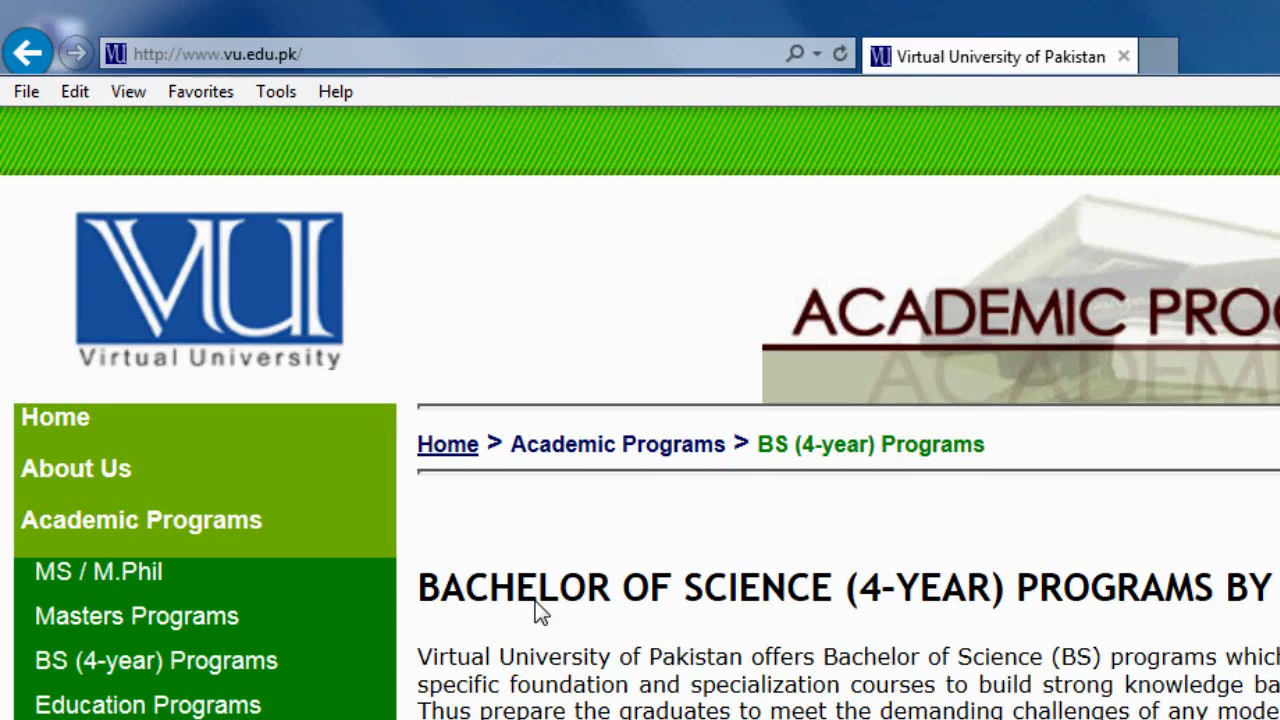 http://www.vu.edu.pk/
Virtual University of Pakistan
File Edit View Favorites Tools Help
VU
Virtual University
ACADEMIC
ACADEM
Home
About Us
Academic Programs
MS / M.Phil
Masters Programs
BS (4-year) Programs
Education Programs
Home > Academic Programs > BS (4-year) Programs
BACHELOR OF SCIENCE (4-YEAR) PROGRAMS BY
Virtual University of Pakistan offers Bachelor of Science (BS) programs which
specific foundation and specialization courses to build strong knowledge
Thus prepare the graduates to meet the demanding challenges of any